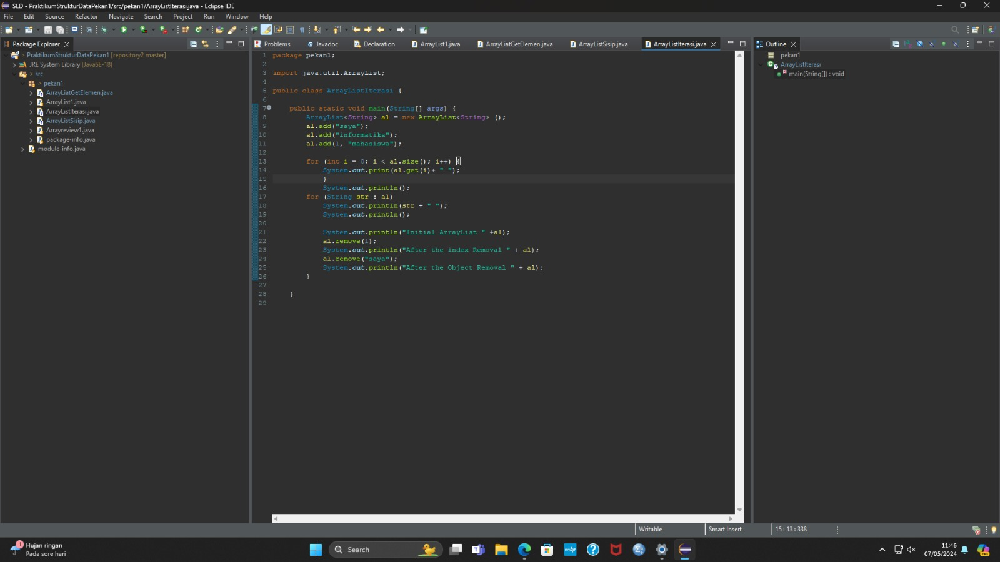 SLD - PraktikumStrukturDataPekan1/src/pekan1/ArrayListIterasi.java - Eclipse IDE
File Edit Source Refactor Navigate Search Project Run Window Help
Package Explorer
> PraktikumStrukturDataPekan1 [repository2 master]
JRE System Library [JavaSE-18]
> src
> pekan1
ArrayLiatGetElemen.java
ArrayList1.java
ArrayListIterasi.java
ArrayListSisip.java
Arrayreview1.java
package-info.java
module-info.java
Problems Javadoc Declaration ArrayList1.java ArrayLiatGetElemen.java ArrayListSisip.java ArrayListIterasi.java
1 package pekan1;
2
3 import java.util.ArrayList;
4
5 public class ArrayListIterasi {
6
7 public static void main(String[] args) {
8 ArrayList<String> al = new ArrayList<String> ();
9 al.add("saya");
10 al.add("informatika");
11 al.add(1, "mahasiswa");
12
13 for (int i = 0; i < al.size(); i++) {
14 System.out.print(al.get(i)+ " ");
15 }
16 System.out.println();
17 for (String str : al)
18 System.out.println(str + " ");
19 System.out.println();
20
21 System.out.println("Initial ArrayList " +al);
22 al.remove(1);
23 System.out.println("After the index Removal " + al);
24 al.remove("saya");
25 System.out.println("After the Object Removal " + al);
26 }
27
28 }
29
Outline
pekan1
ArrayListIterasi
main(String[]) : void
Writable Smart Insert 15 : 13 : 338
1
Hujan ringan
Pada sore hari
Search
myhp
11:46
07/05/2024
PRE